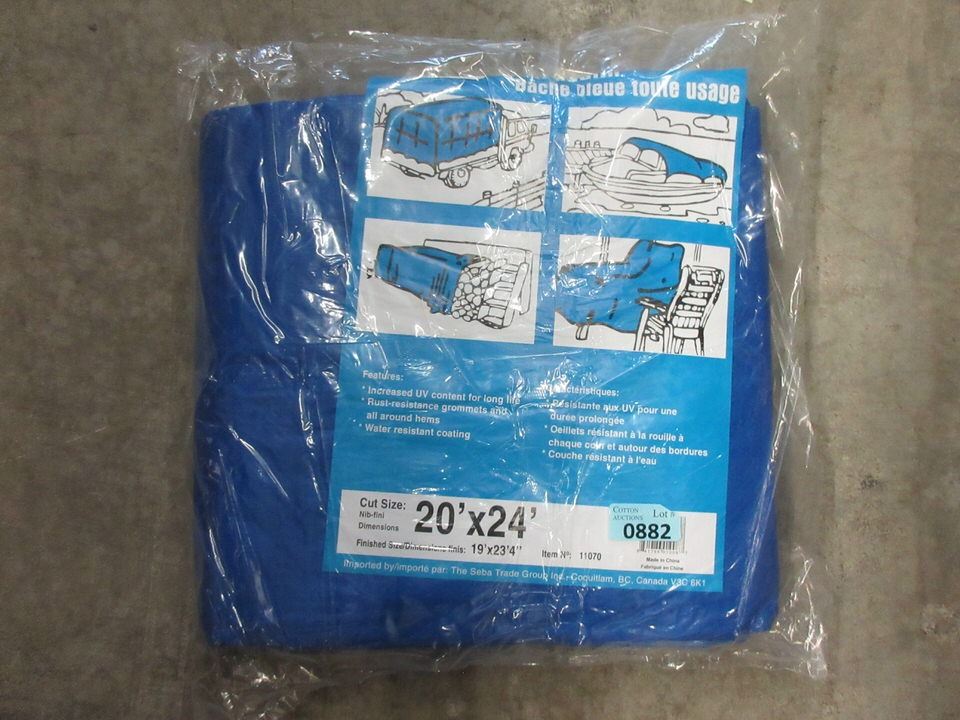 Bâche bleue toute usage
Features:
* Increased UV content for long life
* Rust-resistance grommets and
all around hems
* Water resistant coating
Caractéristiques:
* Résistante aux UV pour une
durée prolongée
* Oeillets résistant à la rouille à
chaque coin et autour des bordures
* Couche résistant à l'eau
Cut Size:
Nib-fini
Dimensions
20'x24'
Finished Size/Dimensions finis: 19'x23'4"
Item Nº: 11070
COTTON
AUCTIONS
Lot #
0882
Made in China
Fabriqué en Chine
Imported by/importé par: The Seba Trade Group Inc., Coquitlam, BC, Canada V3C 6K1